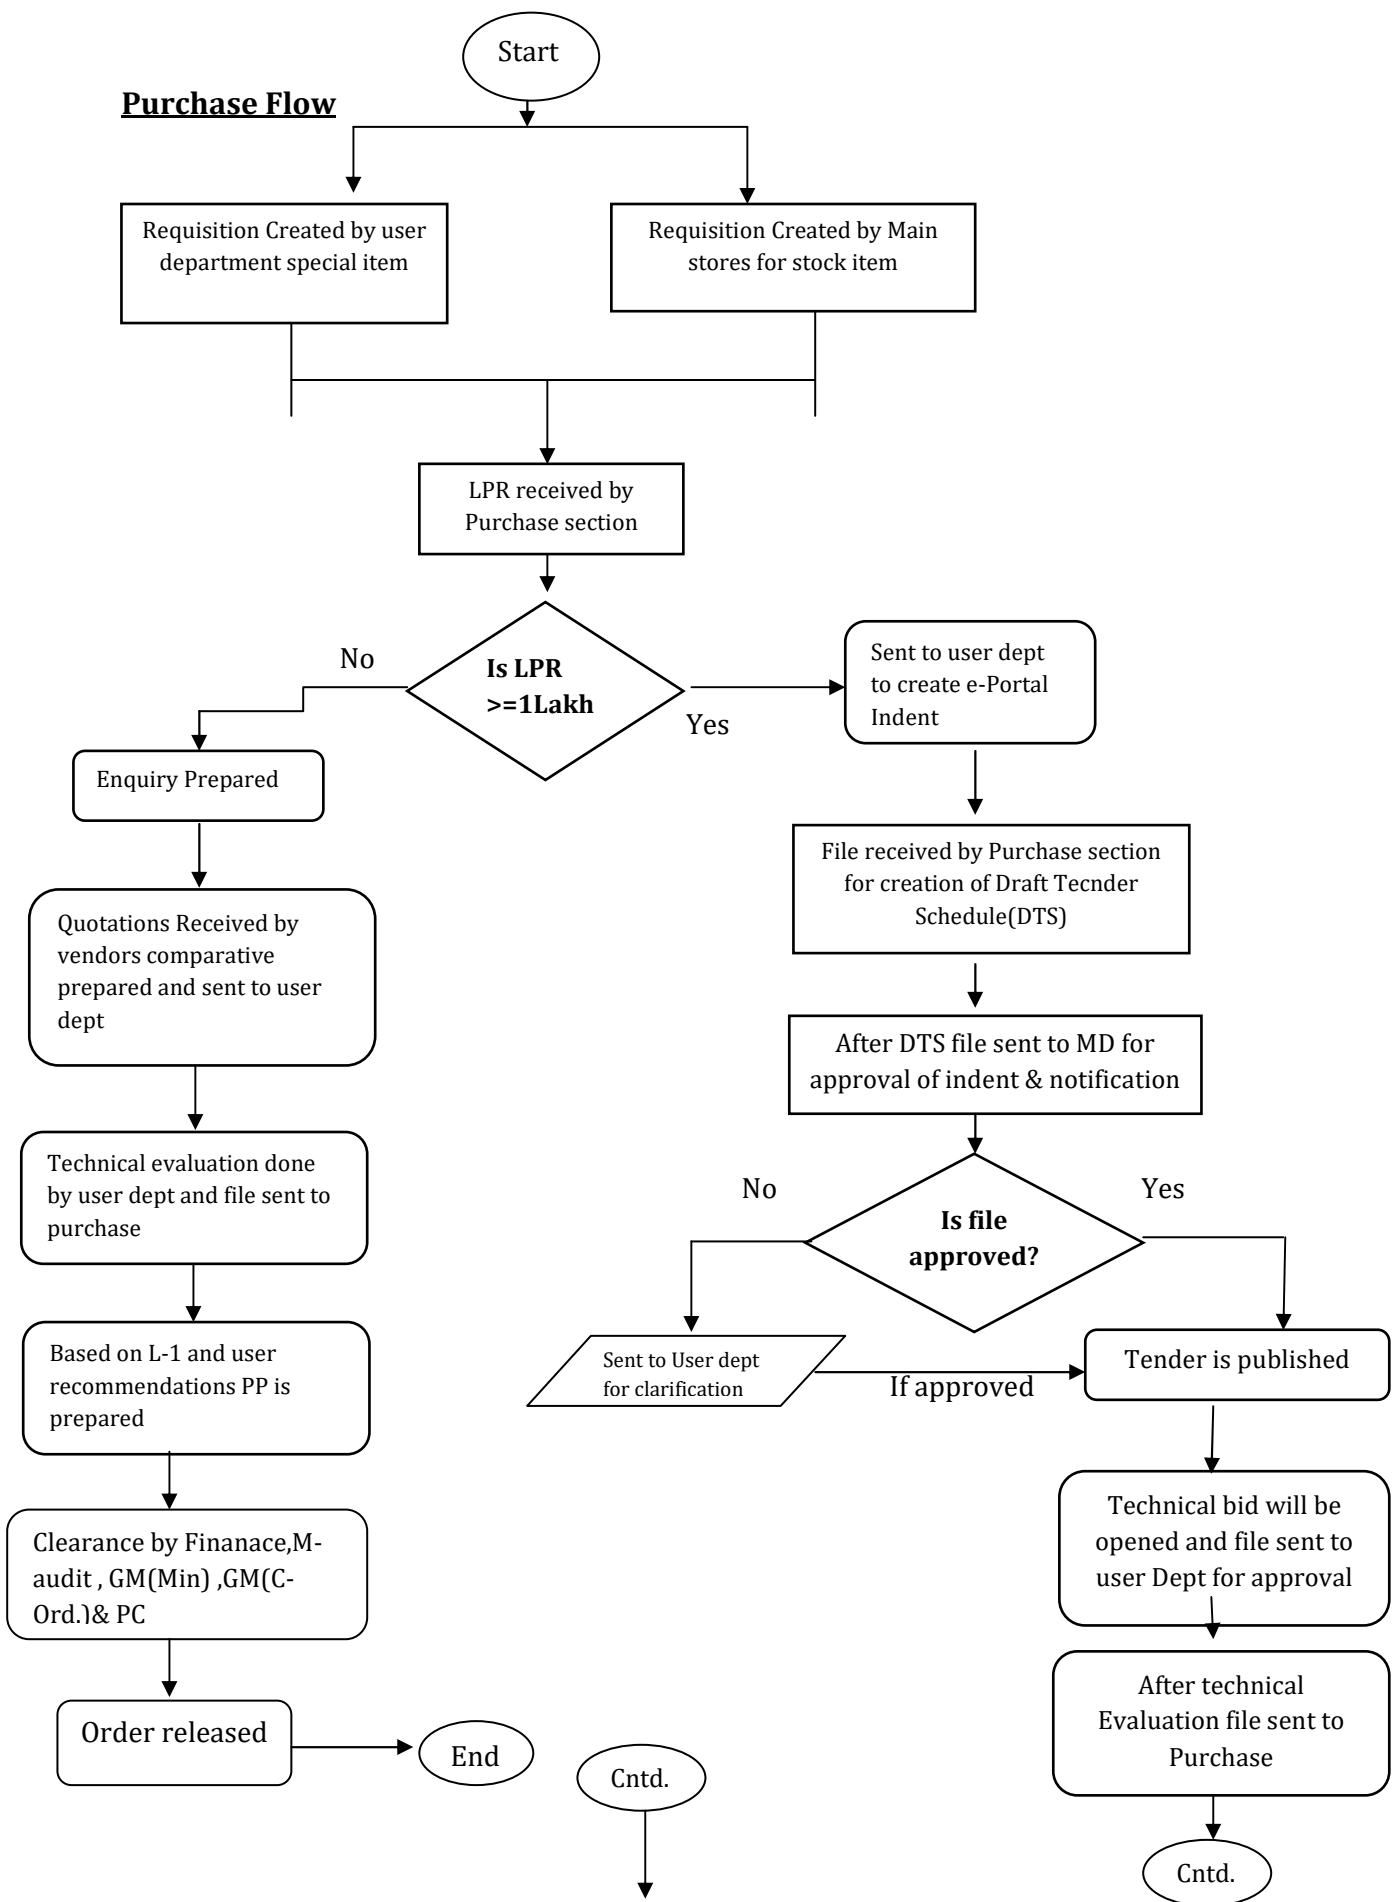 Start
Purchase Flow
Requisition Created by user
department special item
Requisition Created by Main
stores for stock item
LPR received by
Purchase section
No
Is LPR
>=1Lakh
Yes
Sent to user dept
to create e-Portal
Indent
Enquiry Prepared
File received by Purchase section
for creation of Draft Tecnder
Schedule(DTS)
Quotations Received by
vendors comparative
prepared and sent to user
dept
After DTS file sent to MD for
approval of indent & notification
Technical evaluation done
by user dept and file sent to
purchase
No
Is file
approved?
Yes
Based on L-1 and user
recommendations PP is
prepared
Sent to User dept
for clarification
If approved
Tender is published
Clearance by Finanace,M-
audit , GM(Min) ,GM(C-
Ord.)& PC
Technical bid will be
opened and file sent to
user Dept for approval
Order released
End
After technical
Evaluation file sent to
Purchase
Cntd.
Cntd.